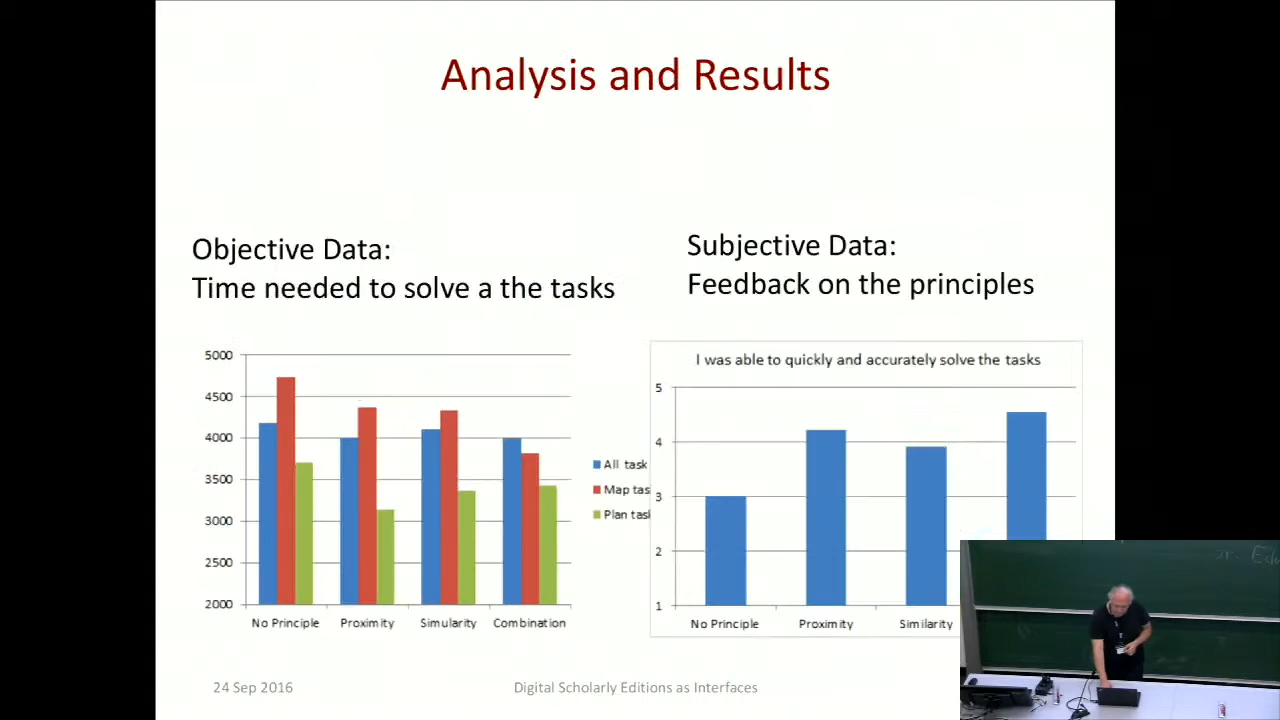 Analysis and Results
Objective Data:
Time needed to solve a the tasks
Subjective Data:
Feedback on the principles
5000
4500
4000
3500
3000
2500
2000
No Principle Proximity Simularity Combination
All task
Map tas
Plan task
I was able to quickly and accurately solve the tasks
5
4
3
2
1
No Principle Proximity Similarity
24 Sep 2016
Digital Scholarly Editions as Interfaces